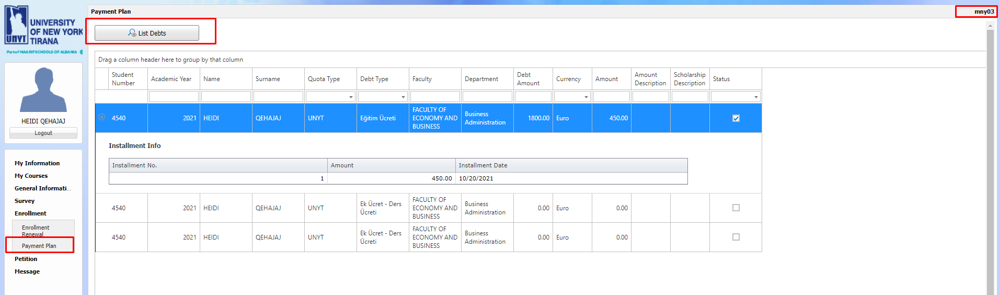 Payment Plan
mny03
UNYT
UNIVERSITY
OF NEW YORK
TIRANA
Part of MAARIF SCHOOLS OF ALBANIA
List Debts
HEIDI QEHAJAJ
Logout
My Information
My Courses
General Informati...
Survey
Enrollment
Enrollment
Renewal
Payment Plan
Petition
Message
Drag a column header here to group by that column
Student Number Academic Year Name Surname Quota Type Debt Type Faculty Department Debt Amount Currency Amount Amount Description Scholarship Description Status
4540 2021 HEIDI QEHAJAJ UNYT Eğitim Ücreti FACULTY OF ECONOMY AND BUSINESS Business Administration 1800.00 Euro 450.00
Installment Info
Installment No. Amount Installment Date
1 450.00 10/20/2021
4540 2021 HEIDI QEHAJAJ UNYT Ek Ücret - Ders Ücreti FACULTY OF ECONOMY AND BUSINESS Business Administration 0.00 Euro 0.00
4540 2021 HEIDI QEHAJAJ UNYT Ek Ücret - Ders Ücreti FACULTY OF ECONOMY AND BUSINESS Business Administration 0.00 Euro 0.00